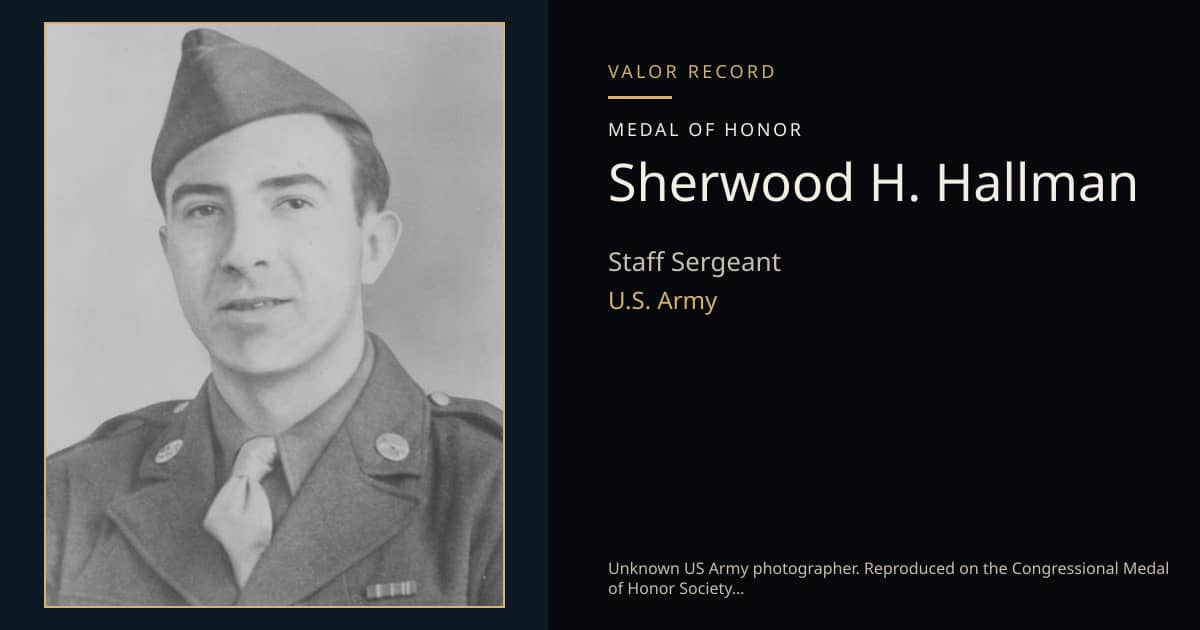 VALOR RECORD
MEDAL OF HONOR
Sherwood H. Hallman
Staff Sergeant
U.S. Army
Unknown US Army photographer. Reproduced on the Congressional Medal
of Honor Society...